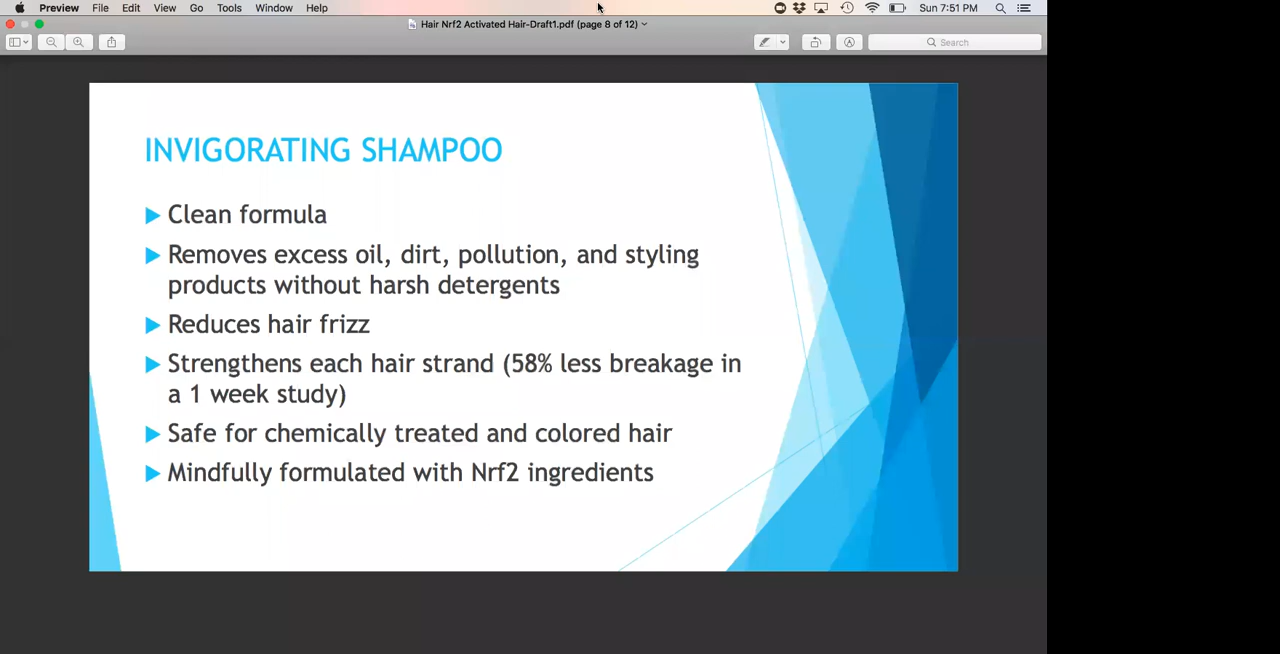 Preview File Edit View Go Tools Window Help Sun 7:51 PM
Hair Nrf2 Activated Hair-Draft1.pdf (page 8 of 12)
Search
INVIGORATING SHAMPOO
Clean formula
Removes excess oil, dirt, pollution, and styling
products without harsh detergents
Reduces hair frizz
Strengthens each hair strand (58% less breakage in
a 1 week study)
Safe for chemically treated and colored hair
Mindfully formulated with Nrf2 ingredients